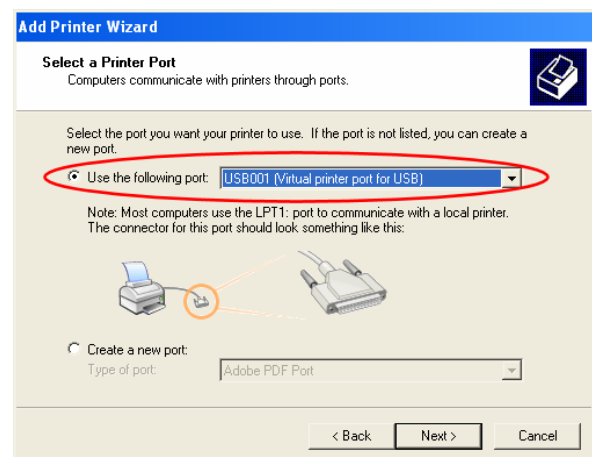 Add Printer Wizard
Select a Printer Port
Computers communicate with printers through ports.
Select the port you want your printer to use. If the port is not listed, you can create a
new port.
Use the following port: USB001 (Virtual printer port for USB)
Note: Most computers use the LPT1: port to communicate with a local printer.
The connector for this port should look something like this:
Create a new port:
Type of port: Adobe PDF Port
< Back Next > Cancel